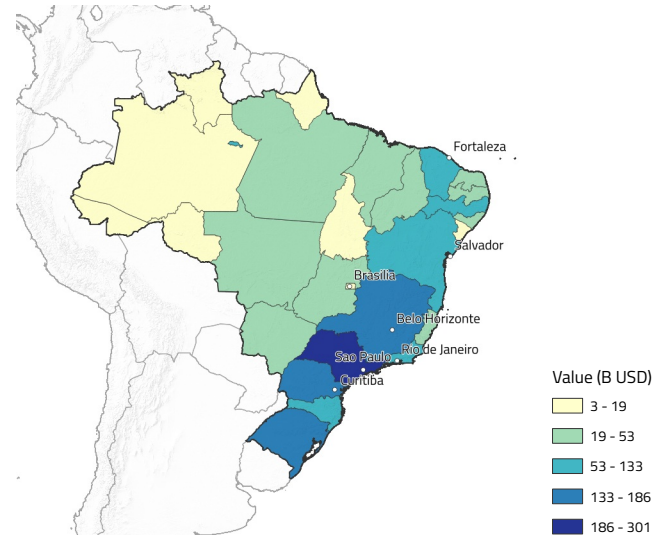 Fortaleza
Salvador
Brasilia
Belo Horizonte
Rio de Janeiro
Sao Paulo
Curitiba
Value (B USD)
3 - 19
19 - 53
53 - 133
133 - 186
186 - 301